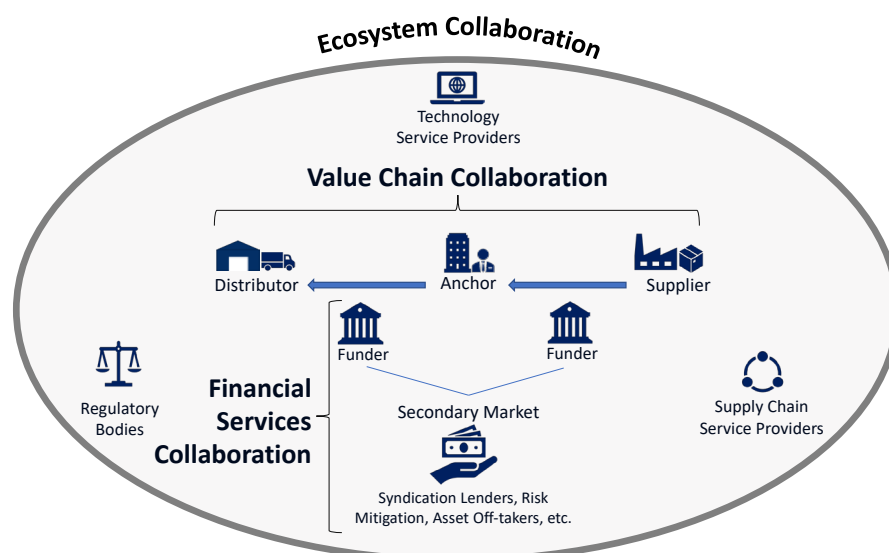 Ecosystem Collaboration
Technology
Service Providers
Value Chain Collaboration
Distributor
Anchor
Supplier
Funder
Funder
Regulatory
Bodies
Financial
Services
Collaboration
Secondary Market
Supply Chain
Service Providers
Syndication Lenders, Risk
Mitigation, Asset Off-takers, etc.